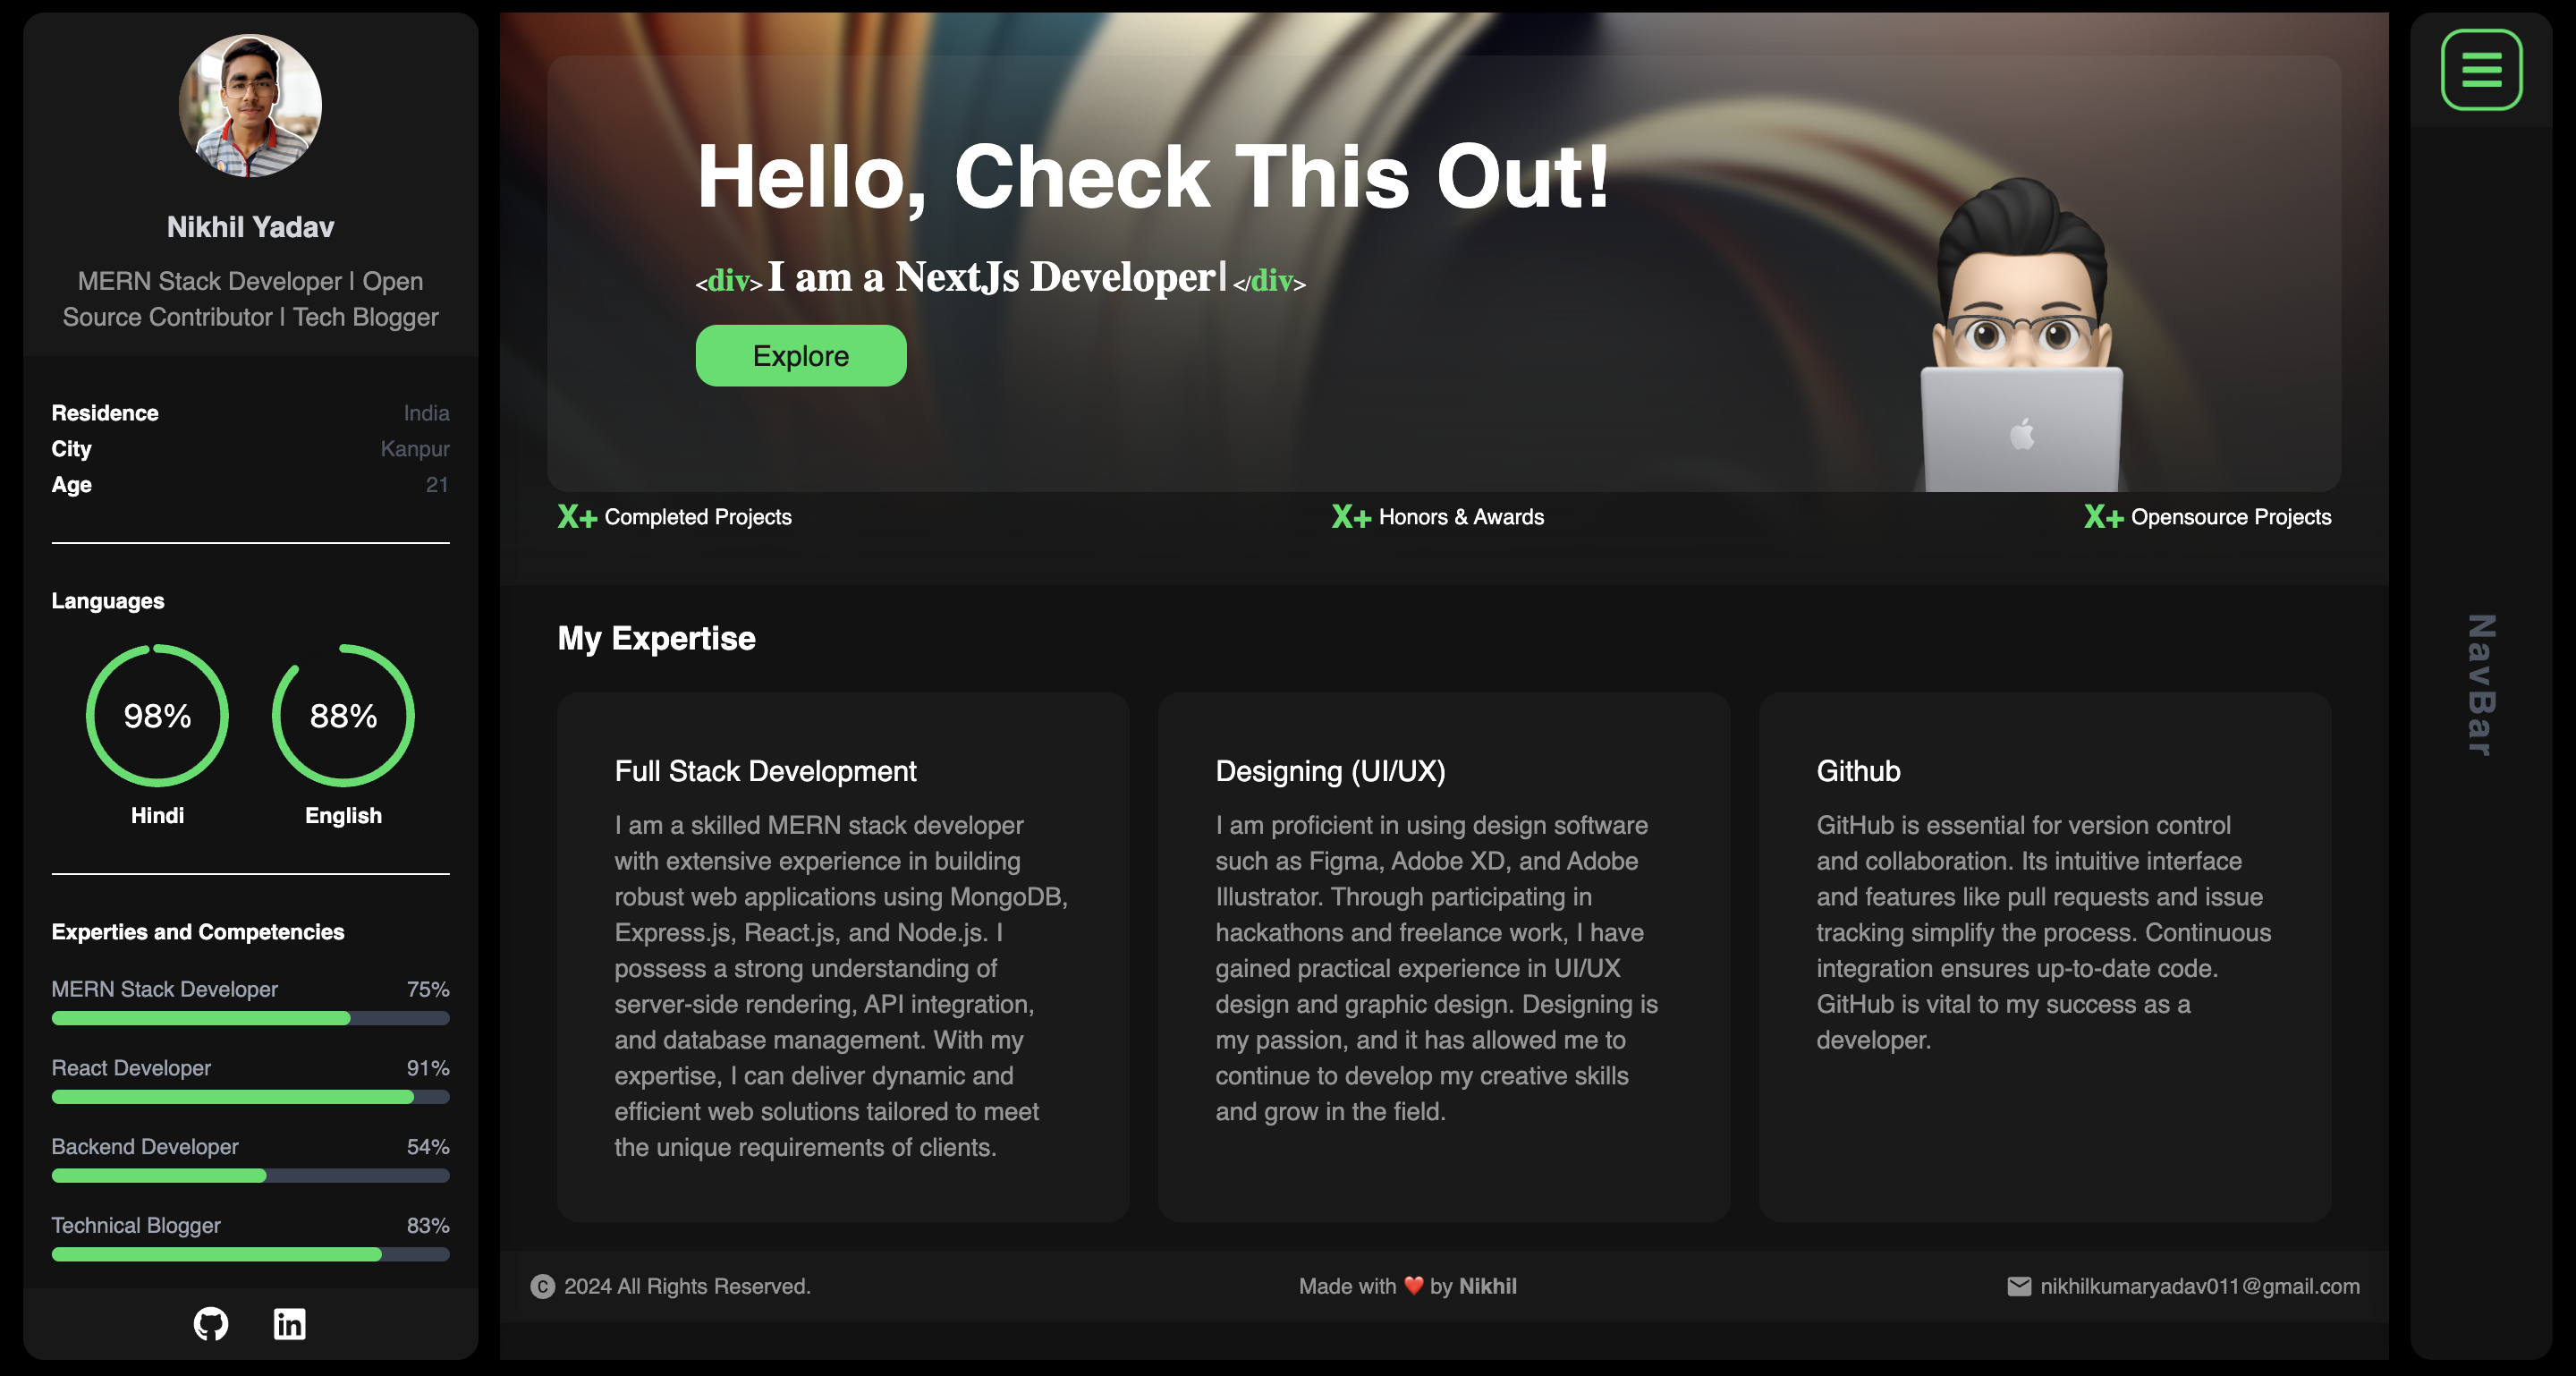 Nikhil Yadav
MERN Stack Developer | Open
Source Contributor | Tech Blogger
Residence India
City Kanpur
Age 21
Languages
98% 88%
Hindi English
Experties and Competencies
MERN Stack Developer 75%
React Developer 91%
Backend Developer 54%
Technical Blogger 83%
Hello, Check This Out!
<div> I am a NextJs Developer| </div>
Explore
X+ Completed Projects
X+ Honors & Awards
X+ Opensource Projects
My Expertise
Full Stack Development
I am a skilled MERN stack developer
with extensive experience in building
robust web applications using MongoDB,
Express.js, React.js, and Node.js. I
possess a strong understanding of
server-side rendering, API integration,
and database management. With my
expertise, I can deliver dynamic and
efficient web solutions tailored to meet
the unique requirements of clients.
Designing (UI/UX)
I am proficient in using design software
such as Figma, Adobe XD, and Adobe
Illustrator. Through participating in
hackathons and freelance work, I have
gained practical experience in UI/UX
design and graphic design. Designing is
my passion, and it has allowed me to
continue to develop my creative skills
and grow in the field.
Github
GitHub is essential for version control
and collaboration. Its intuitive interface
and features like pull requests and issue
tracking simplify the process. Continuous
integration ensures up-to-date code.
GitHub is vital to my success as a
developer.
© 2024 All Rights Reserved.
Made with ❤️ by Nikhil
nikhilkumaryadav011@gmail.com
NavBar